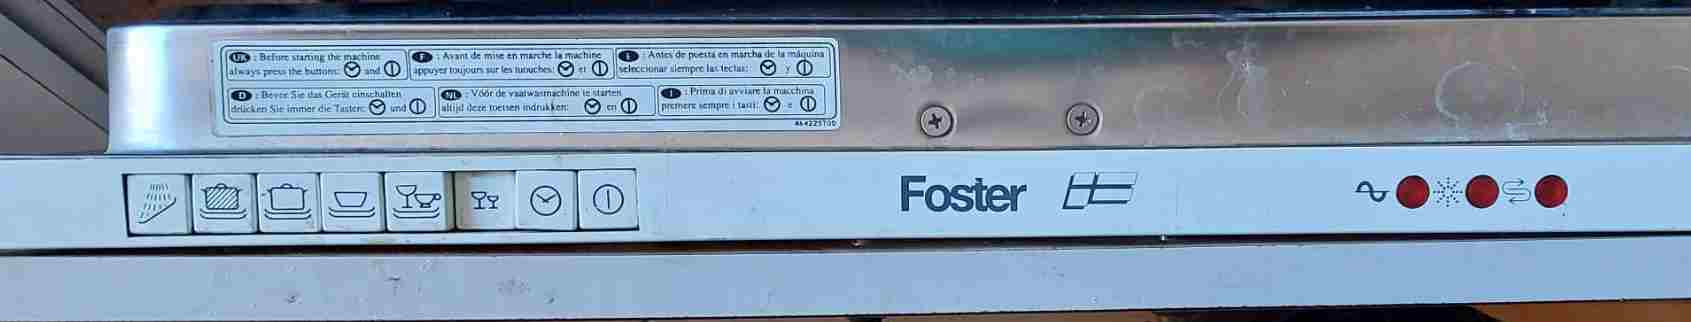 UK : Before starting the machine
always press the buttons: and
F : Avant de mise en marche la machine
appuyer toujours sur les touches: et
E : Antes de puesta en marcha de la máquina
seleccionar siempre las teclas: y
D : Bevor Sie das Gerät einschalten
drücken Sie immer die Tasten: und
NL : Vóór de vaatwasmachine te starten
altijd deze toetsen indrukken: en
I : Prima di avviare la macchina
premere sempre i tasti: e
Foster